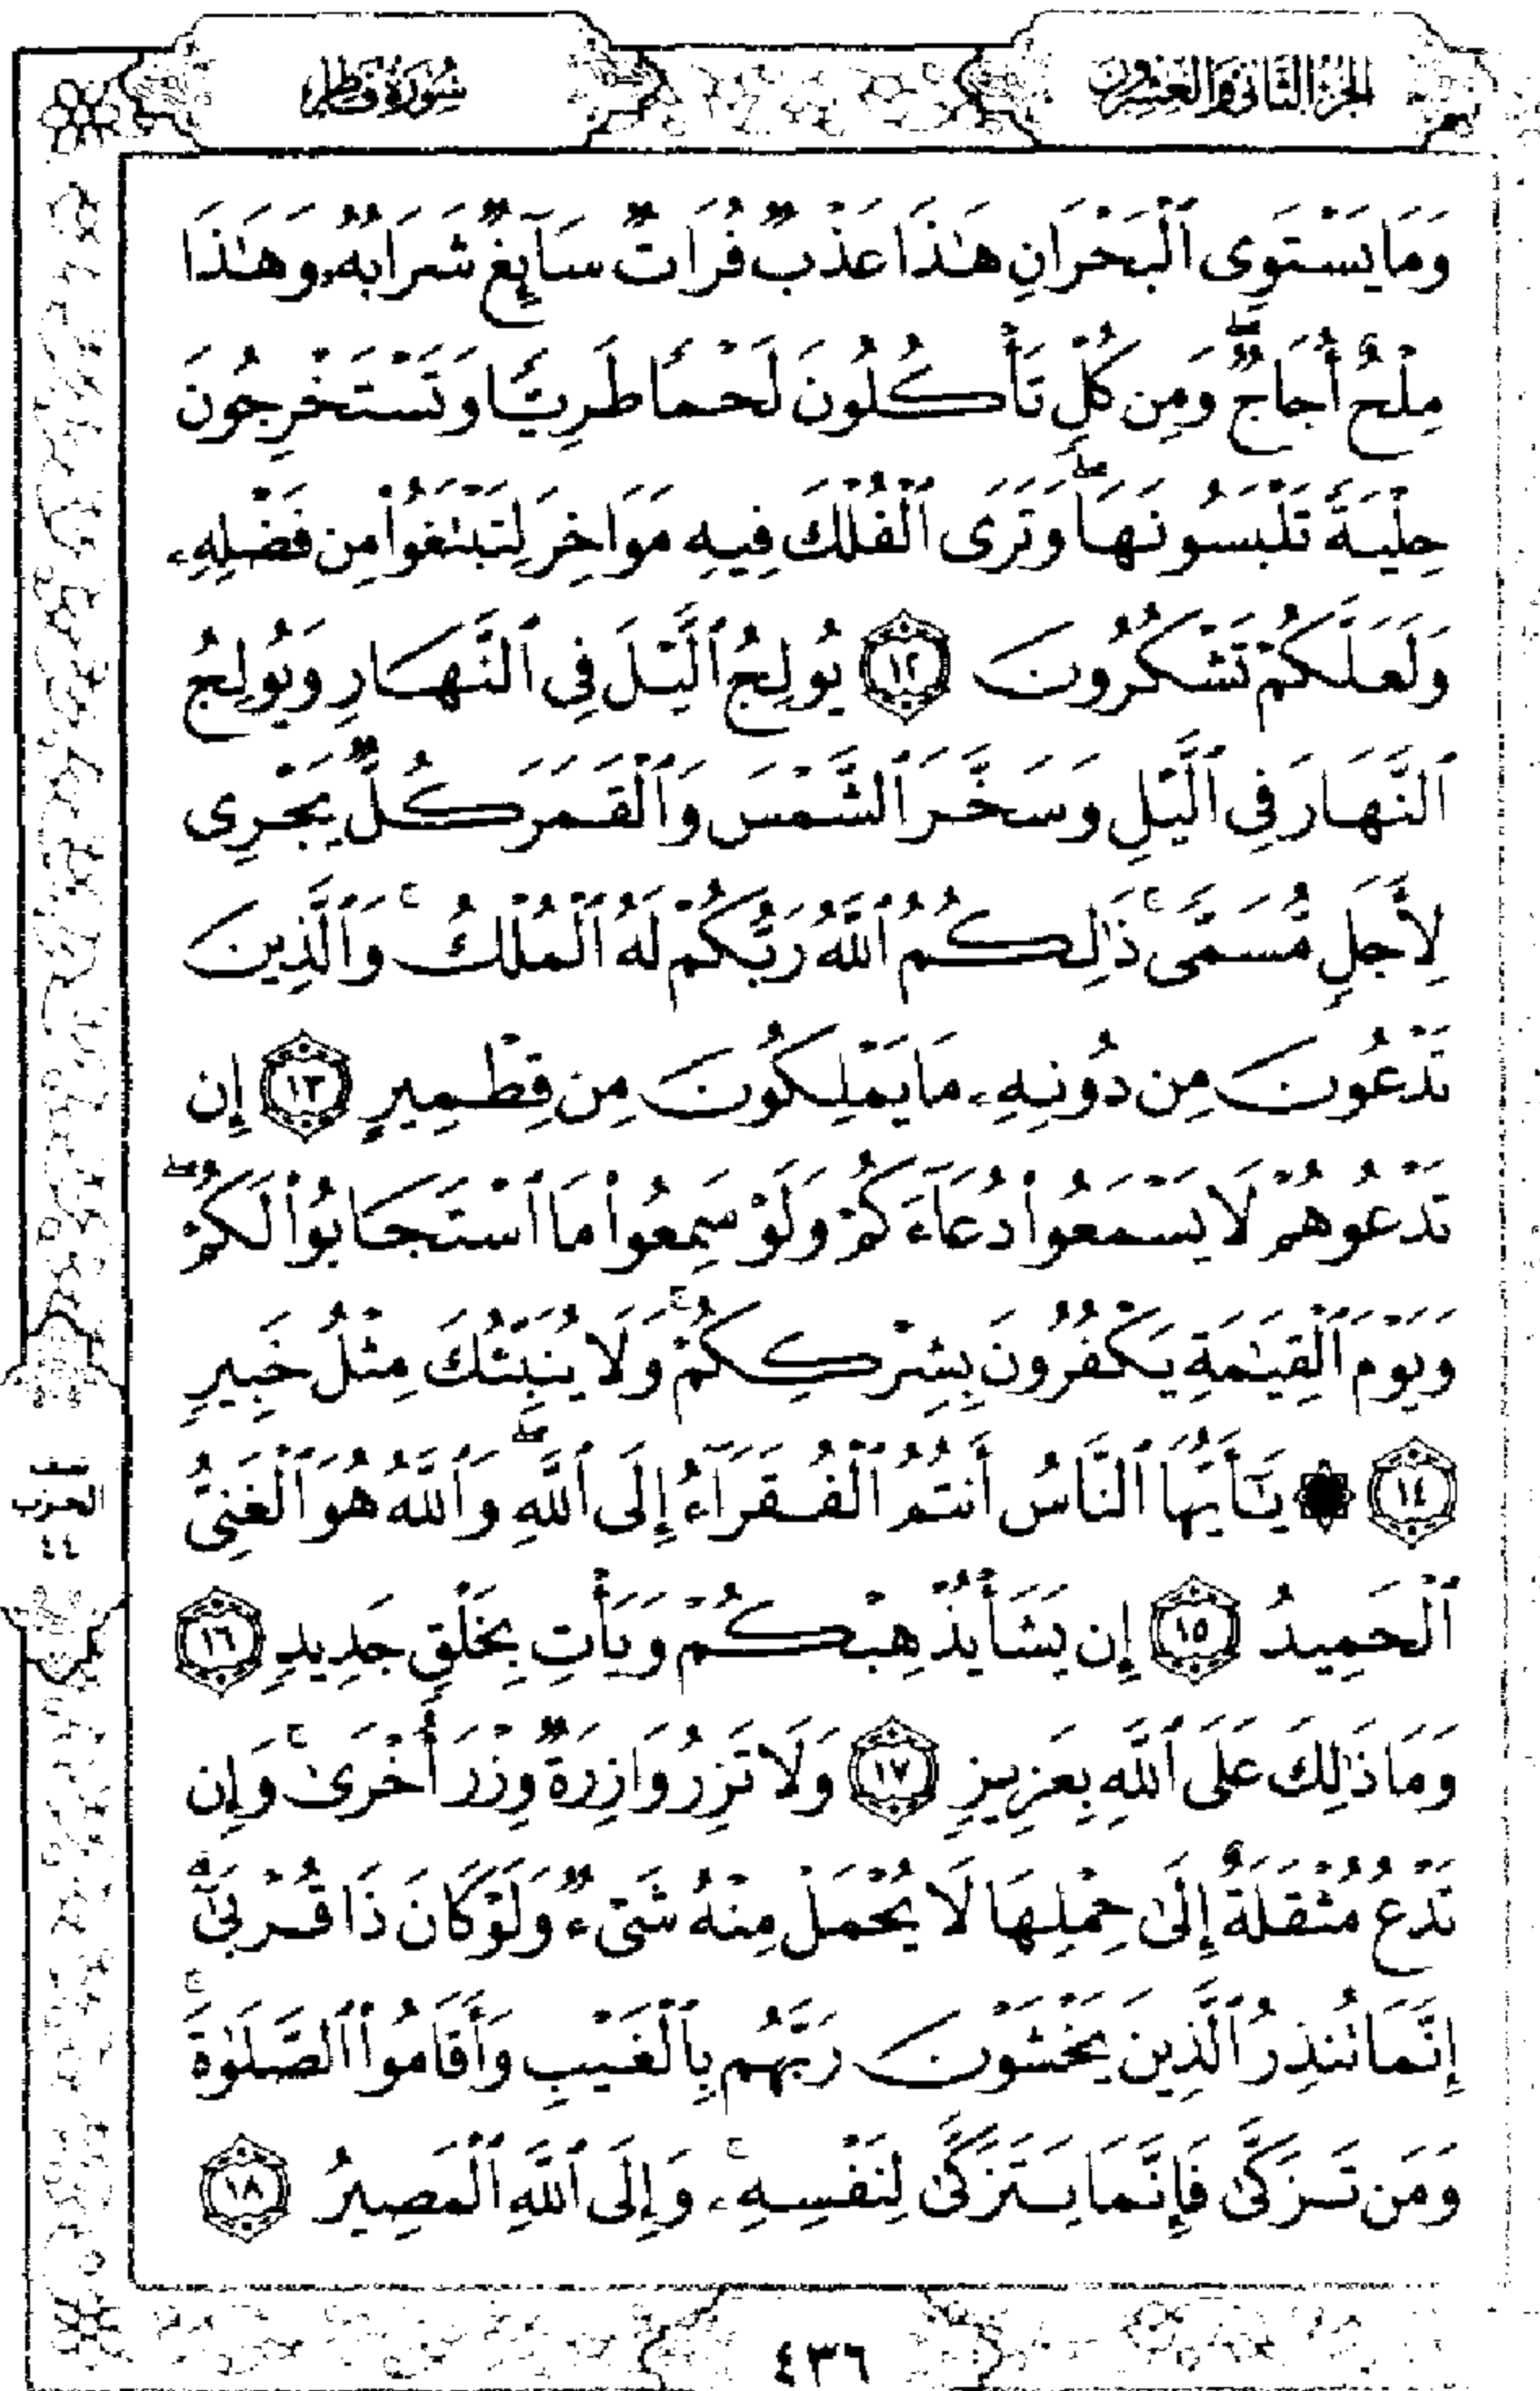 الجزء الثاني والعشرون
سورة فاطر
وَمَا يَسْتَوِى ٱلْبَحْرَانِ هَٰذَا عَذْبٌ فُرَاتٌ سَآئِغٌ شَرَابُهُۥ وَهَٰذَا
مِلْحٌ أُجَاجٌ ۖ وَمِن كُلٍّ تَأْكُلُونَ لَحْمًا طَرِيًّا وَتَسْتَخْرِجُونَ
حِلْيَةً تَلْبَسُونَهَا ۖ وَتَرَى ٱلْفُلْكَ فِيهِ مَوَاخِرَ لِتَبْتَغُوا۟ مِن فَضْلِهِۦ
وَلَعَلَّكُمْ تَشْكُرُونَ ١٢ يُولِجُ ٱلَّيْلَ فِى ٱلنَّهَارِ وَيُولِجُ
ٱلنَّهَارَ فِى ٱلَّيْلِ وَسَخَّرَ ٱلشَّمْسَ وَٱلْقَمَرَ كُلٌّ يَجْرِى
لِأَجَلٍ مُّسَمًّى ۚ ذَٰلِكُمُ ٱللَّهُ رَبُّكُمْ لَهُ ٱلْمُلْكُ ۚ وَٱلَّذِينَ
تَدْعُونَ مِن دُونِهِۦ مَا يَمْلِكُونَ مِن قِطْمِيرٍ ١٣ إِن
تَدْعُوهُمْ لَا يَسْمَعُوا۟ دُعَآءَكُمْ وَلَوْ سَمِعُوا۟ مَا ٱسْتَجَابُوا۟ لَكُمْ ۖ
وَيَوْمَ ٱلْقِيَٰمَةِ يَكْفُرُونَ بِشِرْكِكُمْ ۚ وَلَا يُنَبِّئُكَ مِثْلُ خَبِيرٍ
١٤ ۞ يَٰٓأَيُّهَا ٱلنَّاسُ أَنتُمُ ٱلْفُقَرَآءُ إِلَى ٱللَّهِ ۖ وَٱللَّهُ هُوَ ٱلْغَنِىُّ
ٱلْحَمِيدُ ١٥ إِن يَشَأْ يُذْهِبْكُمْ وَيَأْتِ بِخَلْقٍ جَدِيدٍ ١٦
وَمَا ذَٰلِكَ عَلَى ٱللَّهِ بِعَزِيزٍ ١٧ وَلَا تَزِرُ وَازِرَةٌ وِزْرَ أُخْرَىٰ ۚ وَإِن
تَدْعُ مُثْقَلَةٌ إِلَىٰ حِمْلِهَا لَا يُحْمَلْ مِنْهُ شَىْءٌ وَلَوْ كَانَ ذَا قُرْبَىٰٓ ۗ
إِنَّمَا تُنذِرُ ٱلَّذِينَ يَخْشَوْنَ رَبَّهُم بِٱلْغَيْبِ وَأَقَامُوا۟ ٱلصَّلَوٰةَ ۚ
وَمَن تَزَكَّىٰ فَإِنَّمَا يَتَزَكَّىٰ لِنَفْسِهِۦ ۚ وَإِلَى ٱللَّهِ ٱلْمَصِيرُ ١٨
نصف
الحزب
٤٤
٤٣٦